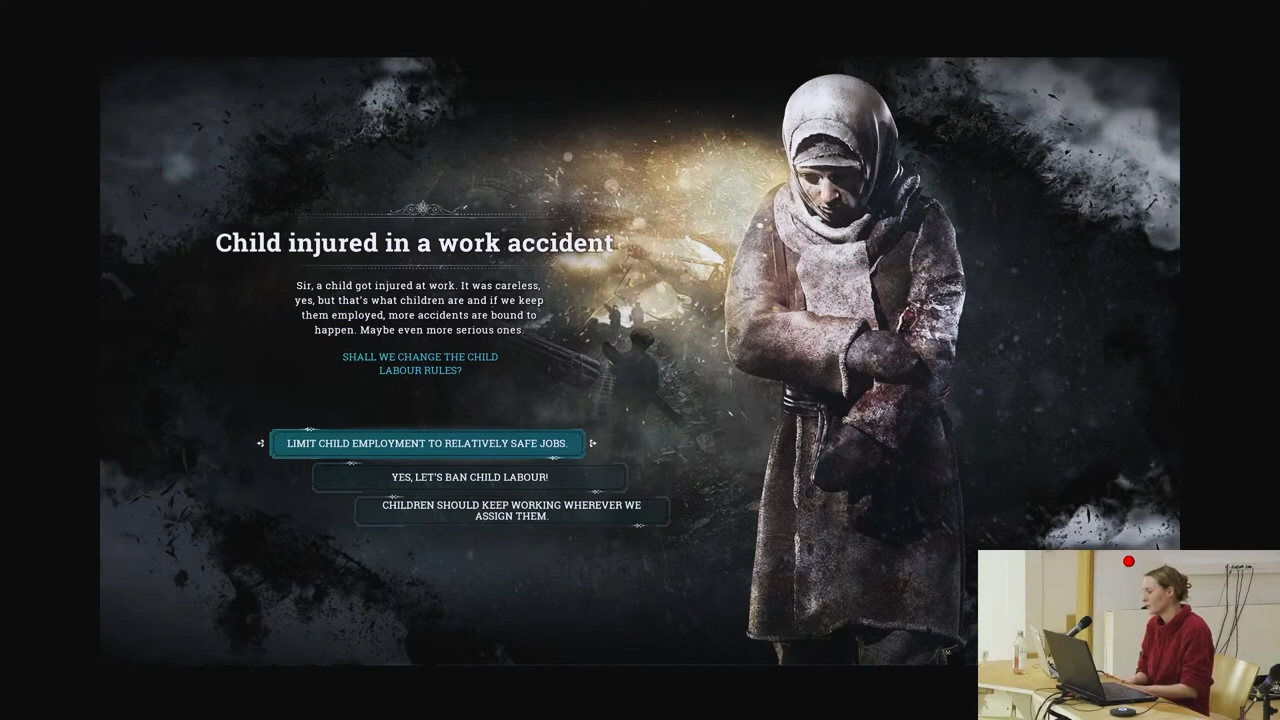 Child injured in a work accident
Sir, a child got injured at work. It was careless,
yes, but that's what children are and if we keep
them employed, more accidents are bound to
happen. Maybe even more serious ones.
SHALL WE CHANGE THE CHILD
LABOUR RULES?
LIMIT CHILD EMPLOYMENT TO RELATIVELY SAFE JOBS.
YES, LET'S BAN CHILD LABOUR!
CHILDREN SHOULD KEEP WORKING WHEREVER WE
ASSIGN THEM.